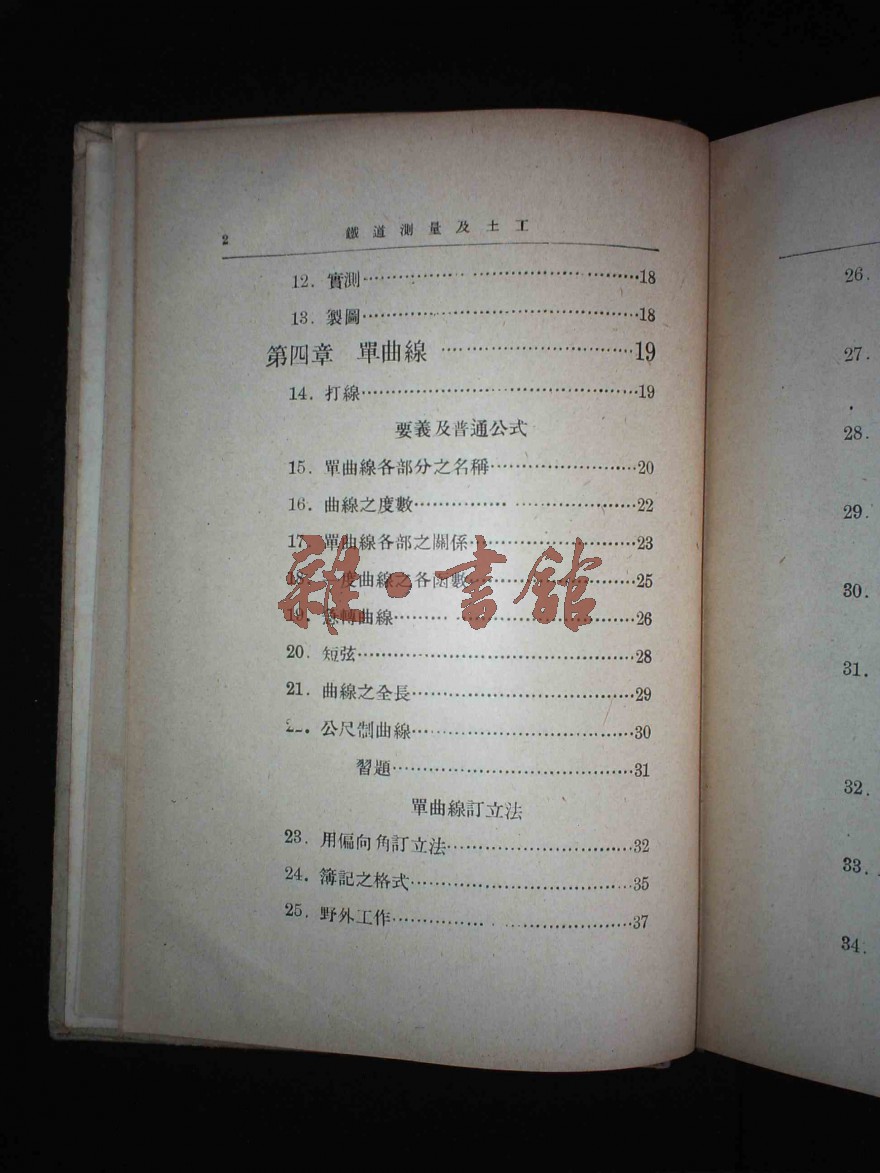 2 鐵道測量及土工
12. 實測··················18
13. 製圖··················18
第四章 單曲線··················19
14. 打線··················19
要義及普通公式
15. 單曲線各部分之名稱··················20
16. 曲線之度數··················22
17. 單曲線各部之關係··················23
18. 一度曲線之各函數··················25
19. 急轉曲線··················26
20. 短弦··················28
21. 曲線之全長··················29
公尺制曲線··················30
習題··················31
單曲線訂立法
23. 用偏向角訂立法··················32
24. 簿記之格式··················35
25. 野外工作··················37
雜·書館
26.
27.
28.
29.
30.
31.
32.
33.
34.